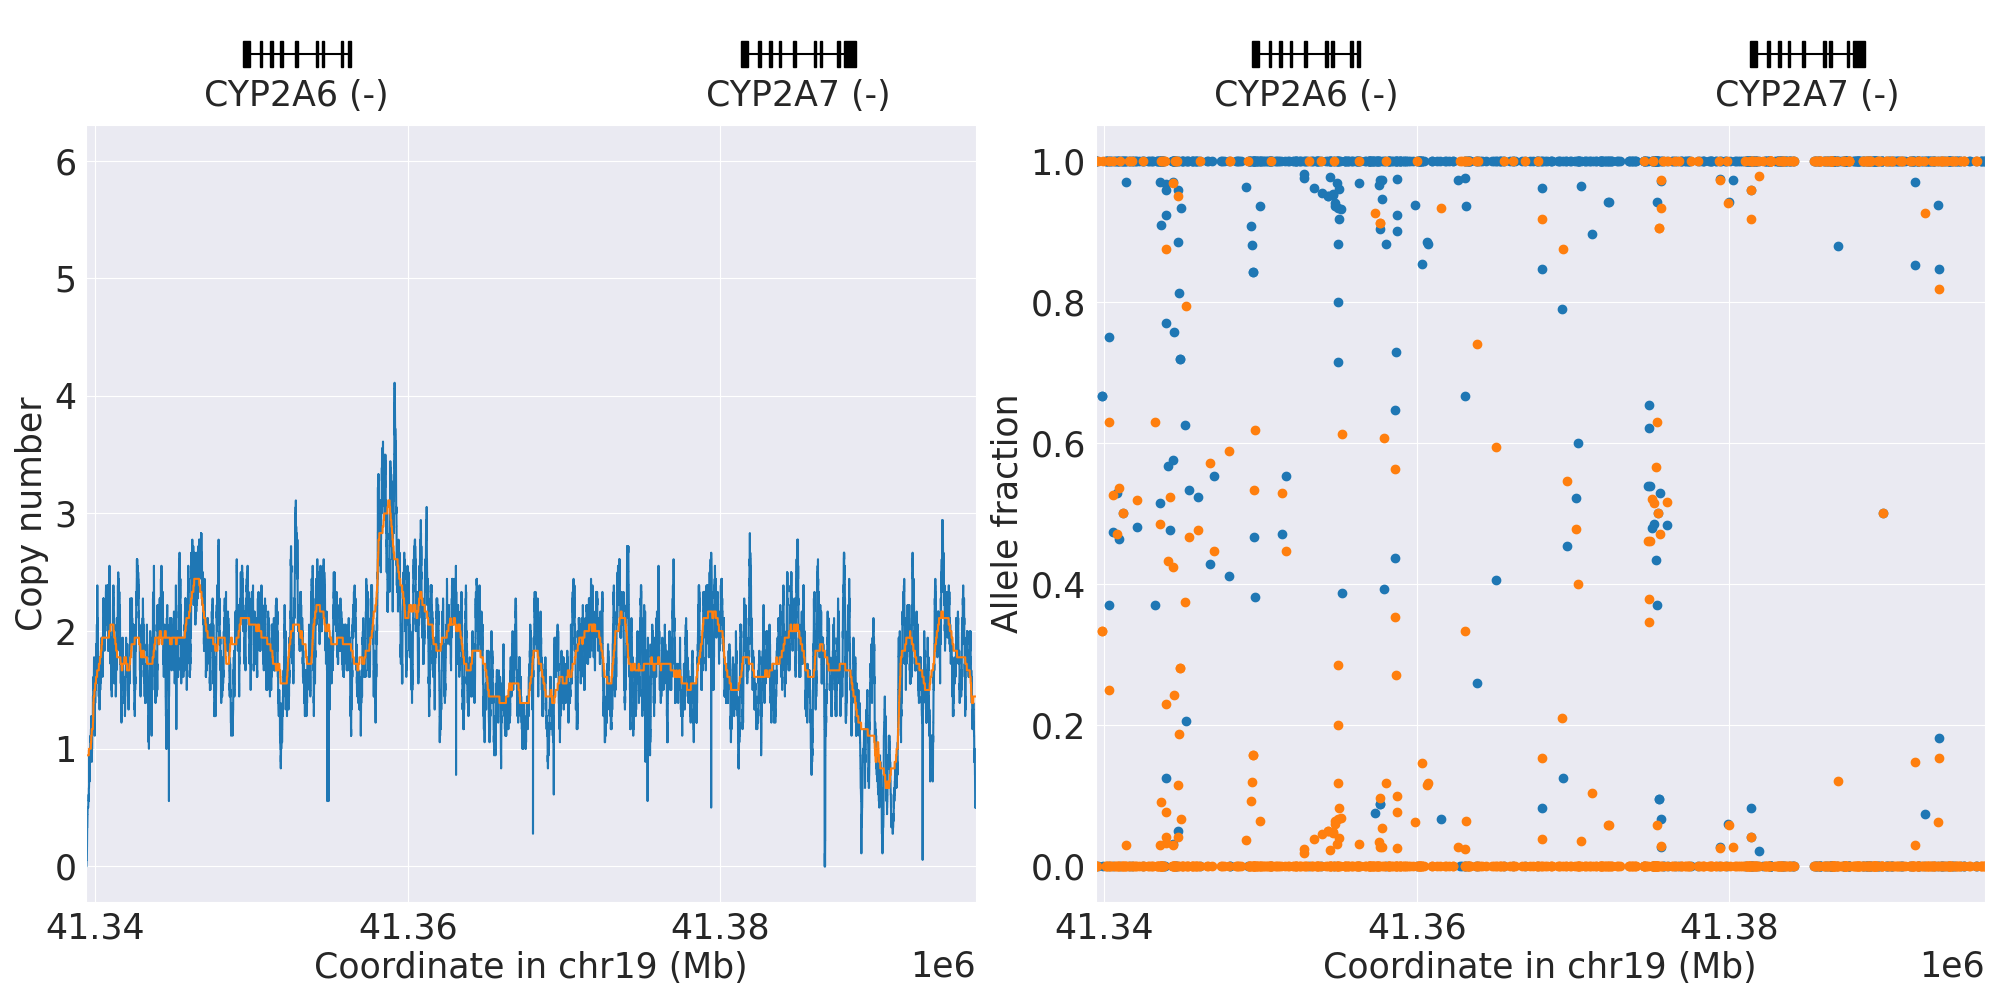 CYP2A6 (-)
CYP2A7 (-)
6
5
4
3
2
1
0
Copy number
41.34
41.36
41.38
Coordinate in chr19 (Mb)
1e6
CYP2A6 (-)
CYP2A7 (-)
1.0
0.8
0.6
0.4
0.2
0.0
Allele fraction
41.34
41.36
41.38
Coordinate in chr19 (Mb)
1e6